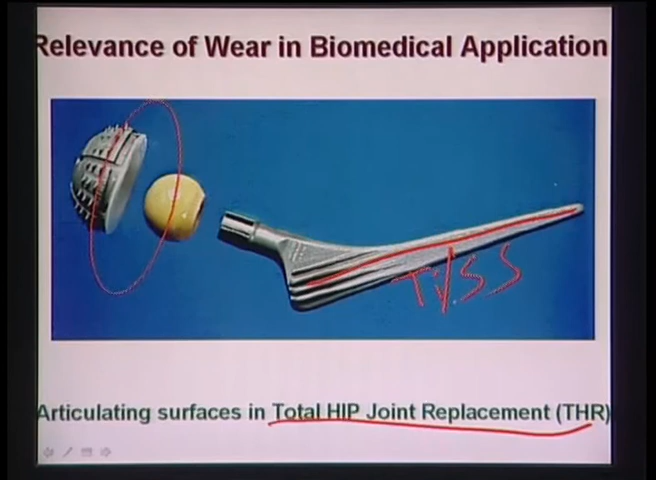 Relevance of Wear in Biomedical Application
Ti/SS
Articulating surfaces in Total HIP Joint Replacement (THR)